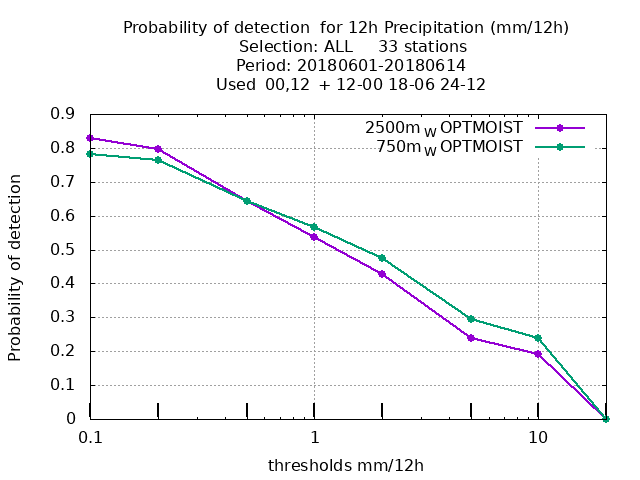 Probability of detection for 12h Precipitation (mm/12h)
Selection: ALL 33 stations
Period: 20180601-20180614
Used 00,12 + 12-00 18-06 24-12
2500m WOPTMOIST
750m WOPTMOIST
Probability of detection
0.9
0.8
0.7
0.6
0.5
0.4
0.3
0.2
0.1
0
0.1 1 10
thresholds mm/12h